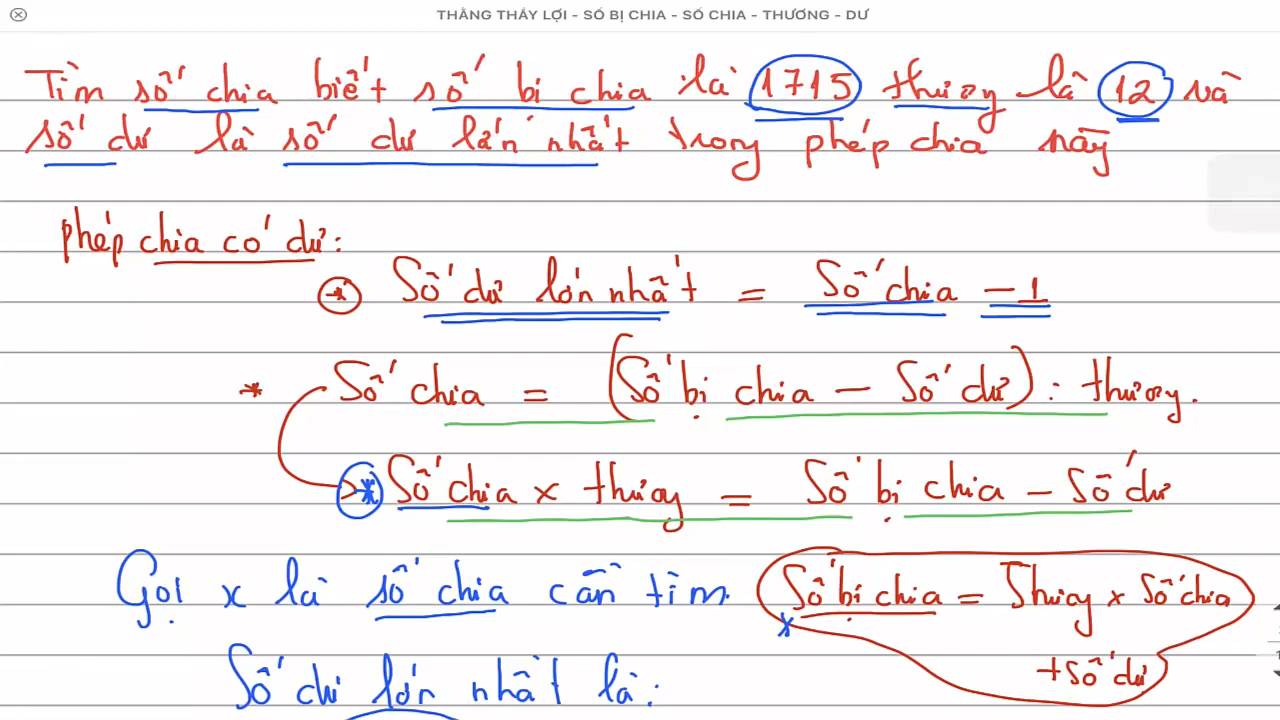 THẰNG THẦY LỢI - SỐ BỊ CHIA - SỐ CHIA - THƯƠNG - DƯ
Tìm số chia biết số bị chia là 1715 thương là 12 và
số dư là số dư lớn nhất trong phép chia này
phép chia có dư:
* Số dư lớn nhất = Số chia - 1
* Số chia = (Số bị chia - Số dư) : thương.
* Số chia x thương = Số bị chia - Số dư
Gọi x là số chia cần tìm.
* Số bị chia = Thương x Số chia
+ Số dư
Số dư lớn nhất là: